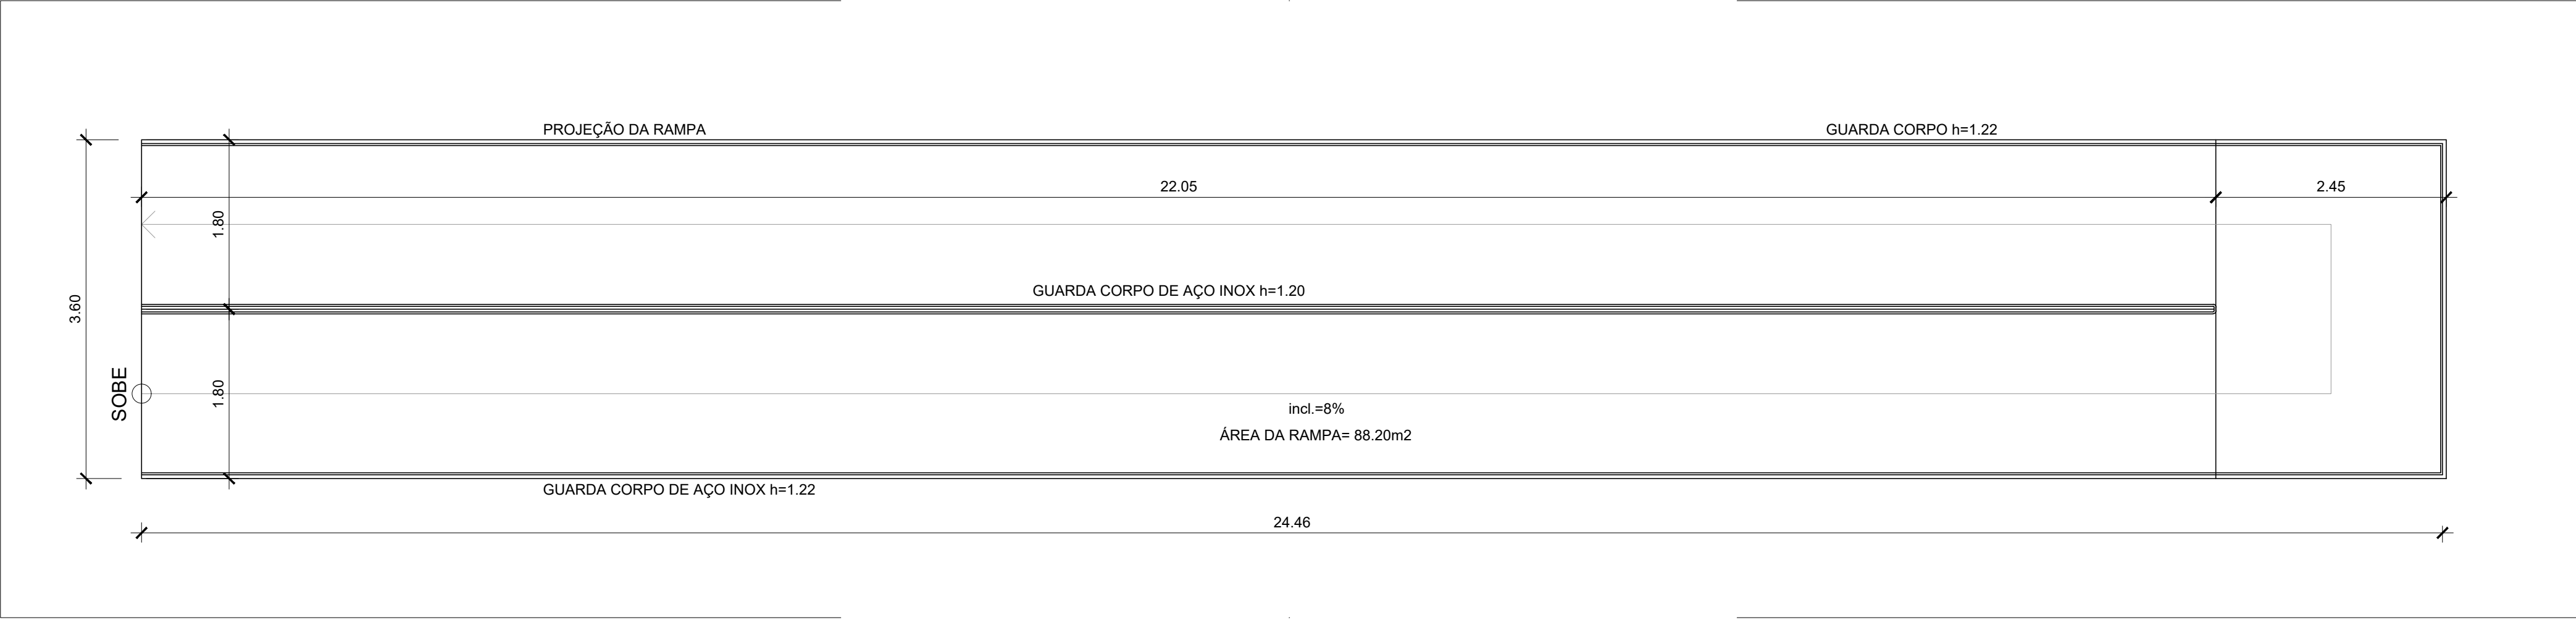 PROJEÇÃO DA RAMPA
GUARDA CORPO h=1.22
22.05
2.45
1.80
GUARDA CORPO DE AÇO INOX h=1.20
3.60
SOBE
1.80
incl.=8%
ÁREA DA RAMPA= 88.20m2
GUARDA CORPO DE AÇO INOX h=1.22
24.46